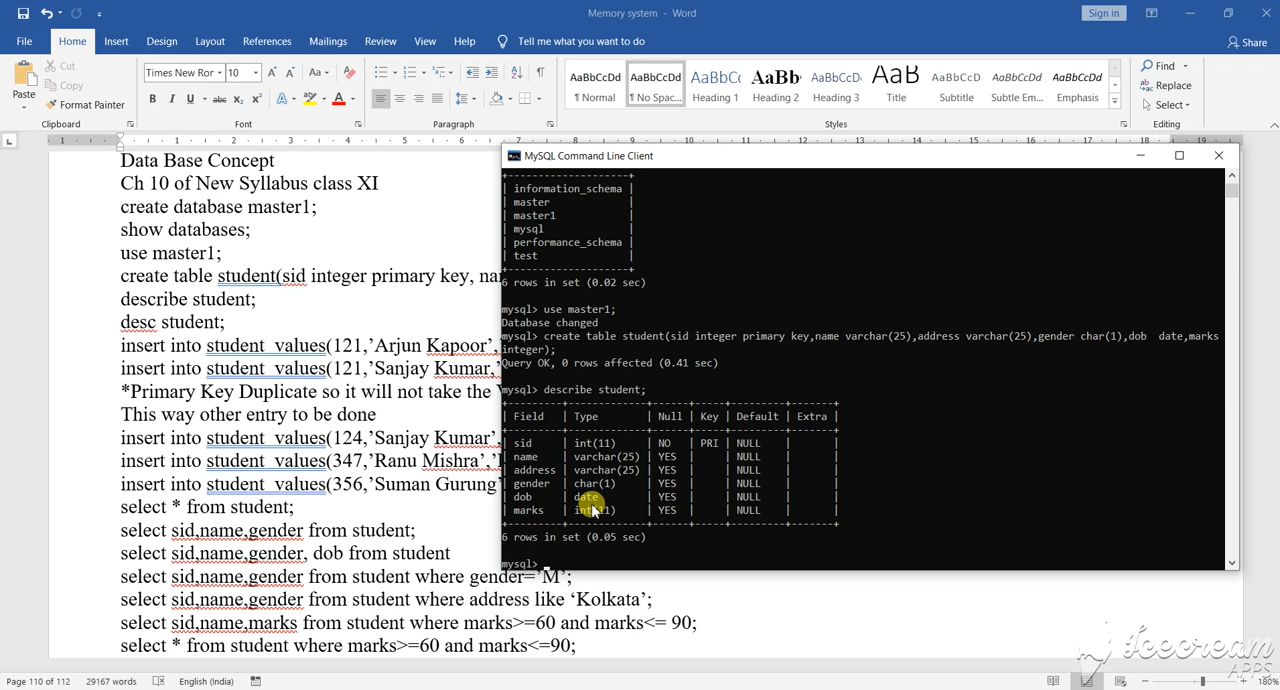 Memory system - Word
Sign in
File Home Insert Design Layout References Mailings Review View Help Tell me what you want to do
Share
Paste
Cut
Copy
Format Painter
Clipboard
Times New Ror 10
Font
Paragraph
AaBbCcDd AaBbCcDd AaBbC( AaBb AaBbCcD AaB AaBbCcD AaBbCcDd AaBbCcDd
¶ Normal ¶ No Spac... Heading 1 Heading 2 Heading 3 Title Subtitle Subtle Em... Emphasis
Styles
Find
Replace
Select
Editing
Data Base Concept
Ch 10 of New Syllabus class XI
create database master1;
show databases;
use master1;
create table student(sid integer primary key, nam
describe student;
desc student;
insert into student values(121,’Arjun Kapoor’,
insert into student values(121,’Sanjay Kumar,’
*Primary Key Duplicate so it will not take the
This way other entry to be done
insert into student values(124,’Sanjay Kumar’,
insert into student values(347,’Ranu Mishra’,’
insert into student values(356,’Suman Gurung’
select * from student;
select sid,name,gender from student;
select sid,name,gender, dob from student
select sid,name,gender from student where gender=’M’;
select sid,name,gender from student where address like ‘Kolkata’;
select sid,name,marks from student where marks>=60 and marks<= 90;
select * from student where marks>=60 and marks<=90;
MySQL Command Line Client
+--------------------+
| information_schema |
| master             |
| master1            |
| mysql              |
| performance_schema |
| test               |
+--------------------+
6 rows in set (0.02 sec)
mysql> use master1;
Database changed
mysql> create table student(sid integer primary key,name varchar(25),address varchar(25),gender char(1),dob  date,marks
integer);
Query OK, 0 rows affected (0.41 sec)
mysql> describe student;
+---------+-------------+------+-----+---------+-------+
| Field   | Type        | Null | Key | Default | Extra |
+---------+-------------+------+-----+---------+-------+
| sid     | int(11)     | NO   | PRI | NULL    |       |
| name    | varchar(25) | YES  |     | NULL    |       |
| address | varchar(25) | YES  |     | NULL    |       |
| gender  | char(1)     | YES  |     | NULL    |       |
| dob     | date        | YES  |     | NULL    |       |
| marks   | int(11)     | YES  |     | NULL    |       |
+---------+-------------+------+-----+---------+-------+
6 rows in set (0.05 sec)
mysql>
Page 110 of 112 29167 words English (India)
180%
Icecream
APPS